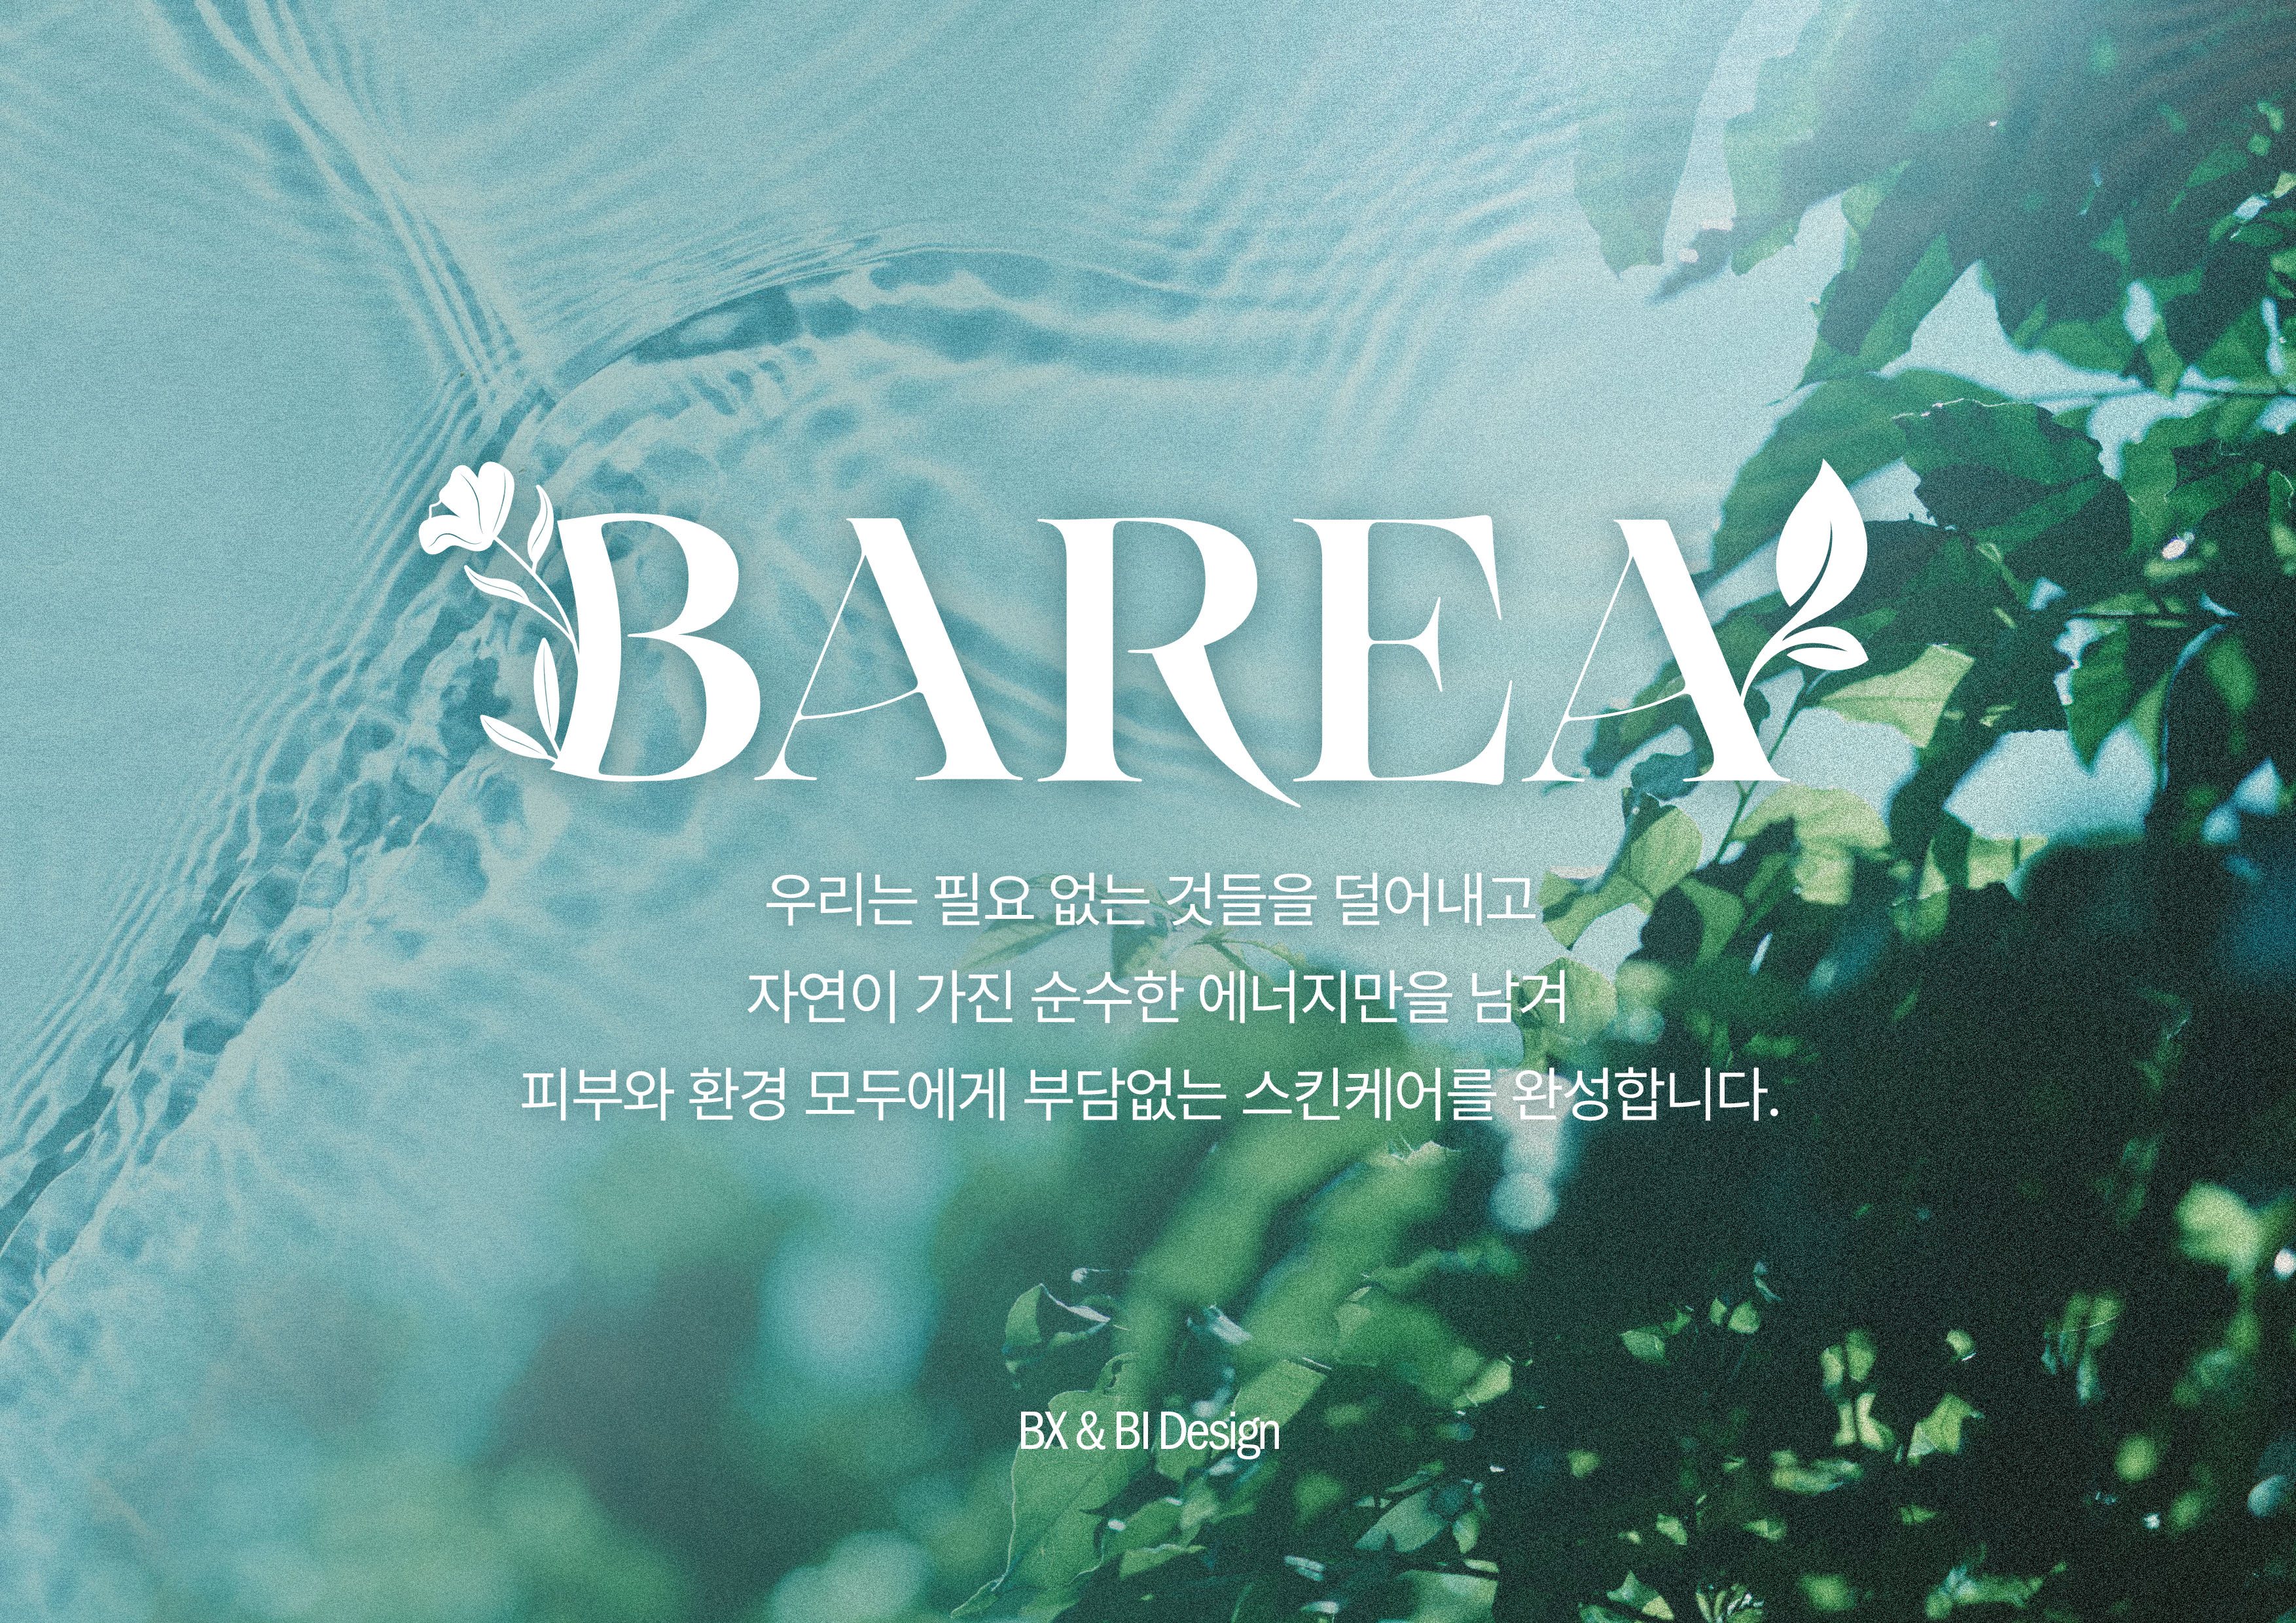 BAREA
우리는 필요 없는 것들을 덜어내고
자연이 가진 순수한 에너지만을 남겨
피부와 환경 모두에게 부담없는 스킨케어를 완성합니다.
BX & BI Design